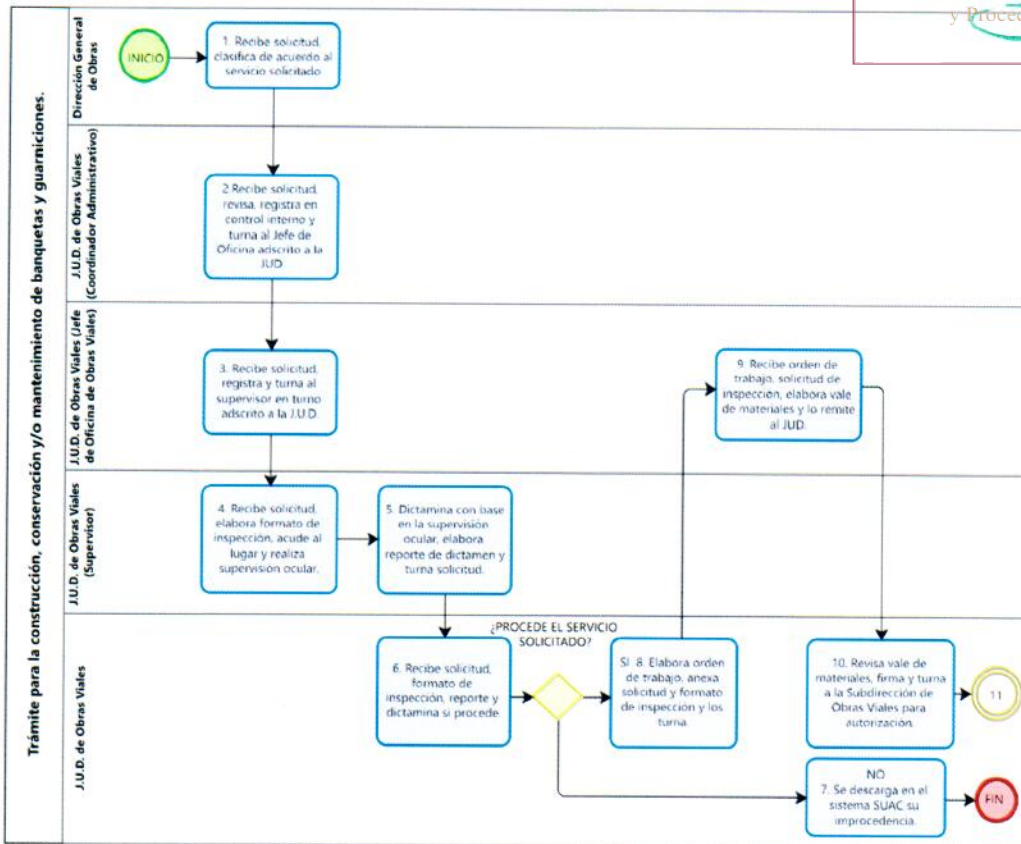 y Proced
Trámite para la construcción, conservación y/o mantenimiento de banquetas y guarniciones.
Dirección General
de Obras
INICIO
1. Recibe solicitud,
clasifica de acuerdo al
servicio solicitado
J.U.D. de Obras Viales
(Coordinador Administrativo)
2.Recibe solicitud,
revisa, registra en
control interno y
turna al Jefe de
Oficina adscrito a la
JUD
J.U.D. de Obras Viales (Jefe
de Oficina de Obras Viales)
3. Recibe solicitud,
registra y turna al
supervisor en turno
adscrito a la J.U.D.
9. Recibe orden de
trabajo, solicitud de
inspección, elabora vale
de materiales y lo remite
al JUD.
J.U.D. de Obras Viales
(Supervisor)
4. Recibe solicitud,
elabora formato de
inspección, acude al
lugar y realiza
supervisión ocular.
5. Dictamina con base
en la supervisión
ocular, elabora
reporte de dictamen y
turna solicitud.
J.U.D. de Obras Viales
6. Recibe solicitud,
formato de
inspección, reporte y
dictamina si procede.
¿PROCEDE EL SERVICIO
SOLICITADO?
SI 8. Elabora orden
de trabajo, anexa
solicitud y formato
de inspección y los
turna.
10. Revisa vale de
materiales, firma y turna
a la Subdirección de
Obras Viales para
autorización.
11
NO
7. Se descarga en el
sistema SUAC su
improcedencia.
FIN